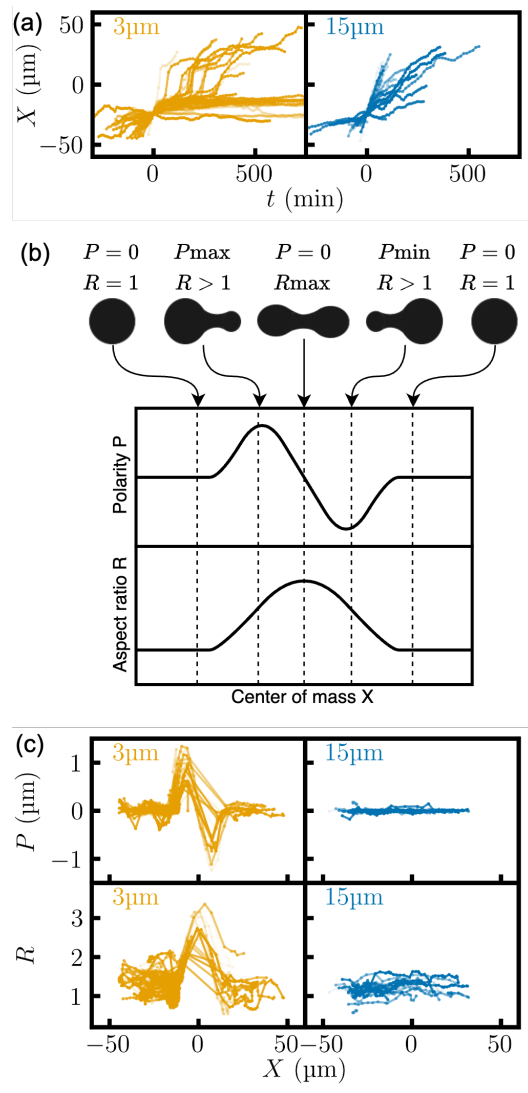 (a)
3µm
15µm
X (µm)
50
0
−50
0
500
0
500
t (min)
(b)
P = 0
Pmax
P = 0
Pmin
P = 0
R = 1
R > 1
Rmax
R > 1
R = 1
Polarity P
Aspect ratio R
Center of mass X
(c)
3µm
15µm
P (µm)
1
0
−1
3µm
15µm
R
3
2
1
−50
0
50
−50
0
50
X (µm)